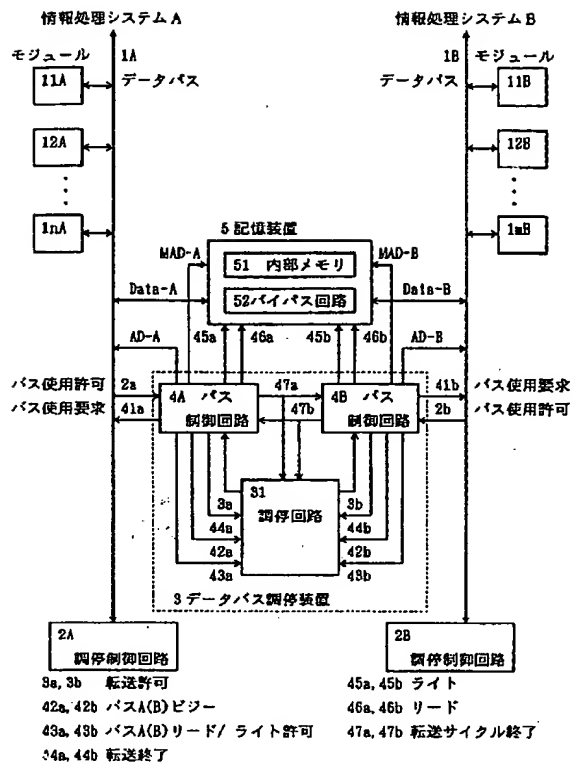 情報処理システムA
情報処理システムB
1A
1B
モジュール
モジュール
データバス
データバス
11A
11B
12A
12B
1nA
1mB
5記憶装置
MAD-A
MAD-B
51 内部メモリ
52バイパス回路
Data-A
Data-B
AD-A
AD-B
45a
46a
45b
46b
バス使用許可
2a
4A バス
制御回路
47a
4B バス
制御回路
41b
バス使用要求
バス使用要求
41a
47b
2b
バス使用許可
31
調停回路
3a
3b
44a
44b
42a
42b
43a
43b
3データバス調停装置
2A
調停制御回路
2B
調停制御回路
3a,3b 転送許可
42a,42b バスA(B)ビジー
43a,43b バスA(B)リード/ ライト許可
44b 転送終了
45a,45b ライト
46a,46b リード
47a,47b 転送サイクル終了